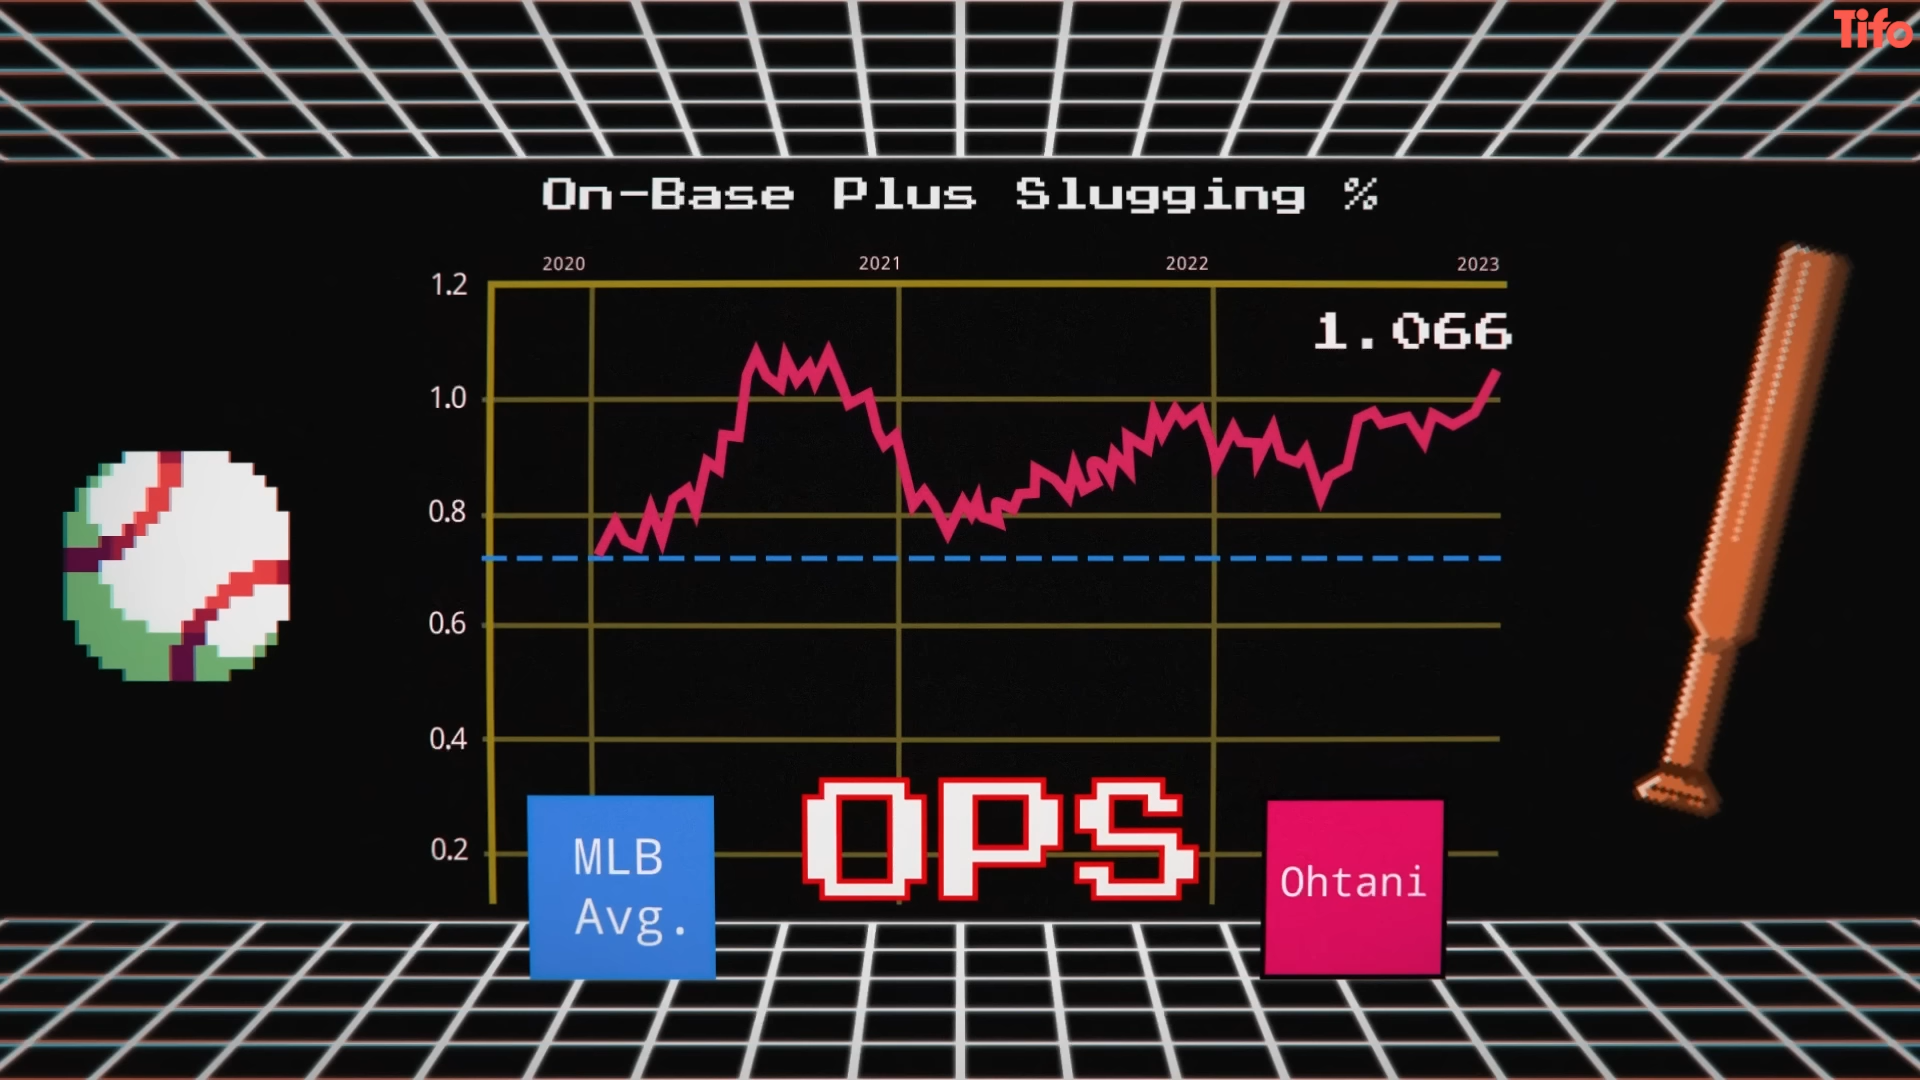 Tifo
On-Base Plus Slugging %
2020 2021 2022 2023
1.2
1.066
1.0
0.8
0.6
0.4
0.2
MLB
Avg.
OPS
Ohtani